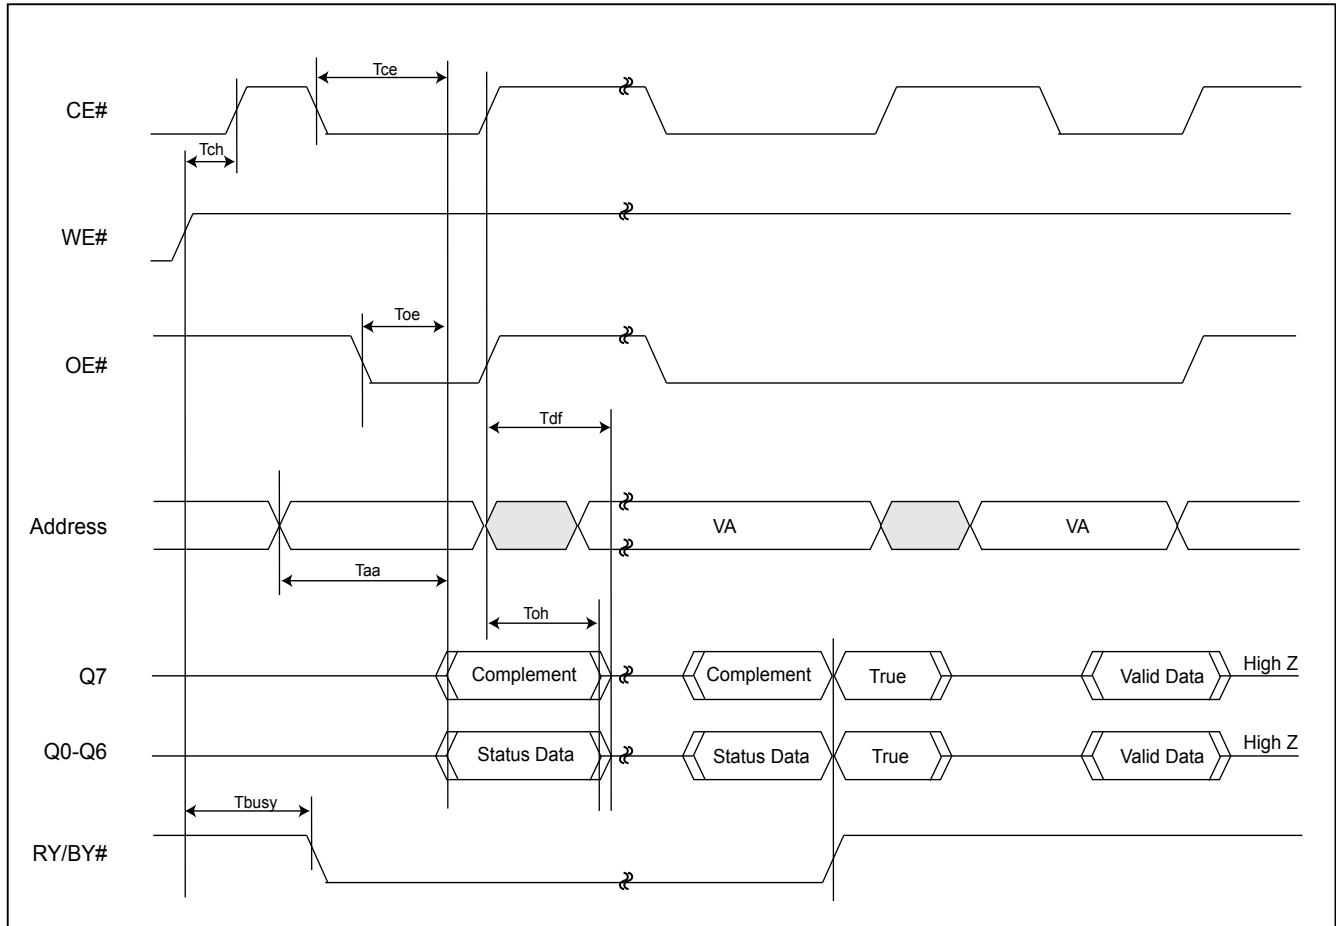 Tce
CE#
Tch
WE#
Toe
OE#
Tdf
Address VA VA
Taa
Toh
Q7 Complement Complement True Valid Data High Z
Q0-Q6 Status Data Status Data True Valid Data High Z
Tbusy
RY/BY#